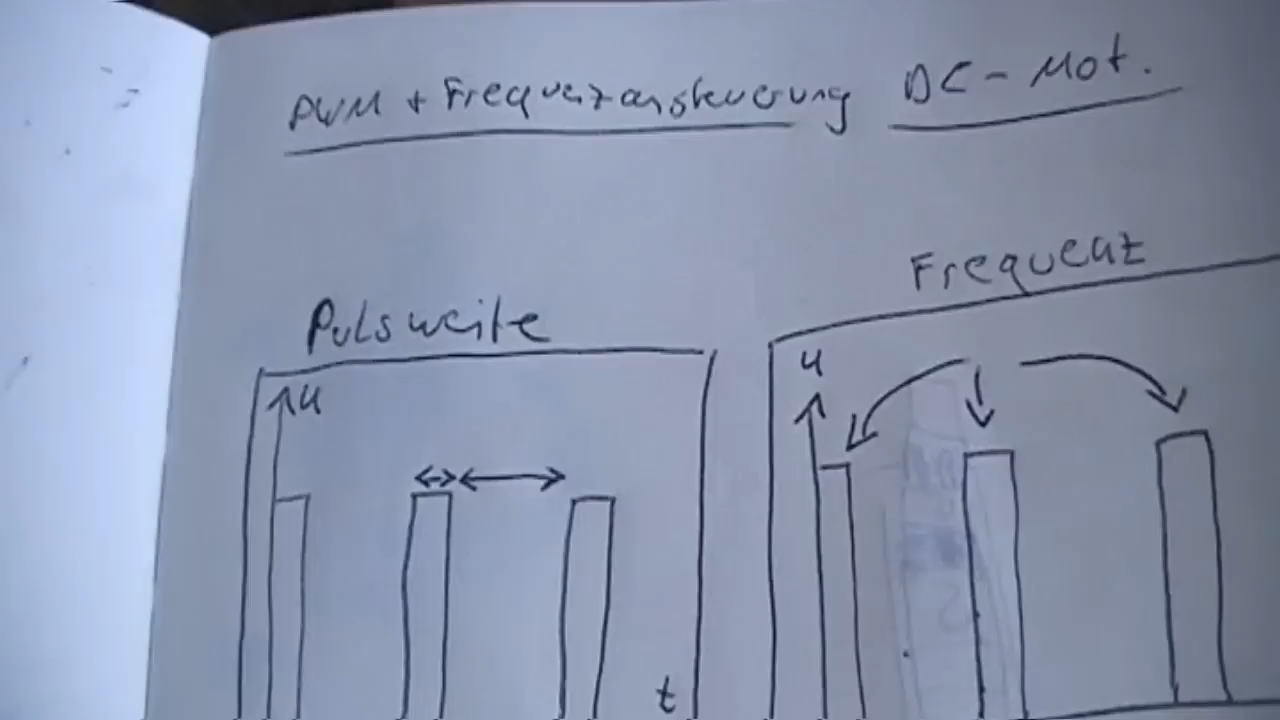 PWM + Frequenzansteuerung DC-Mot.
Pulsweite
Frequenz
u
u
t